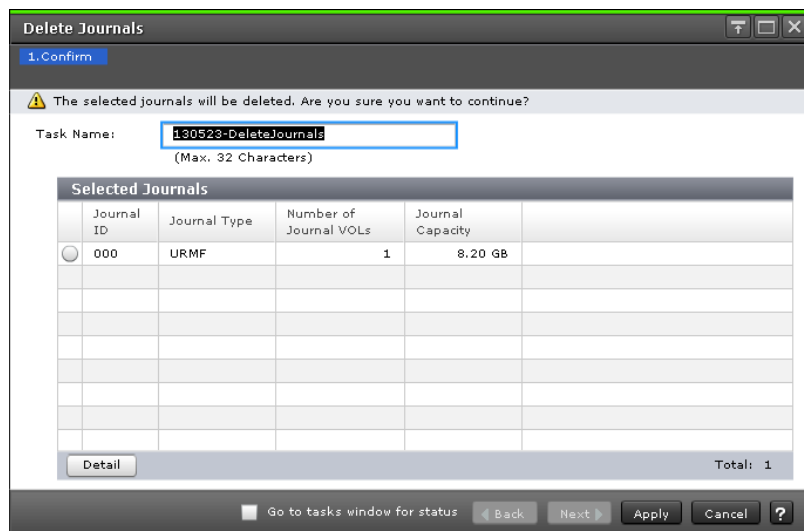 Delete Journals
1.Confirm
The selected journals will be deleted. Are you sure you want to continue?
Task Name: 130523-DeleteJournals
(Max. 32 Characters)
Selected Journals
Journal ID Journal Type Number of Journal VOLs Journal Capacity
000 URMF 1 8.20 GB
Detail Total: 1
Go to tasks window for status Back Next Apply Cancel ?